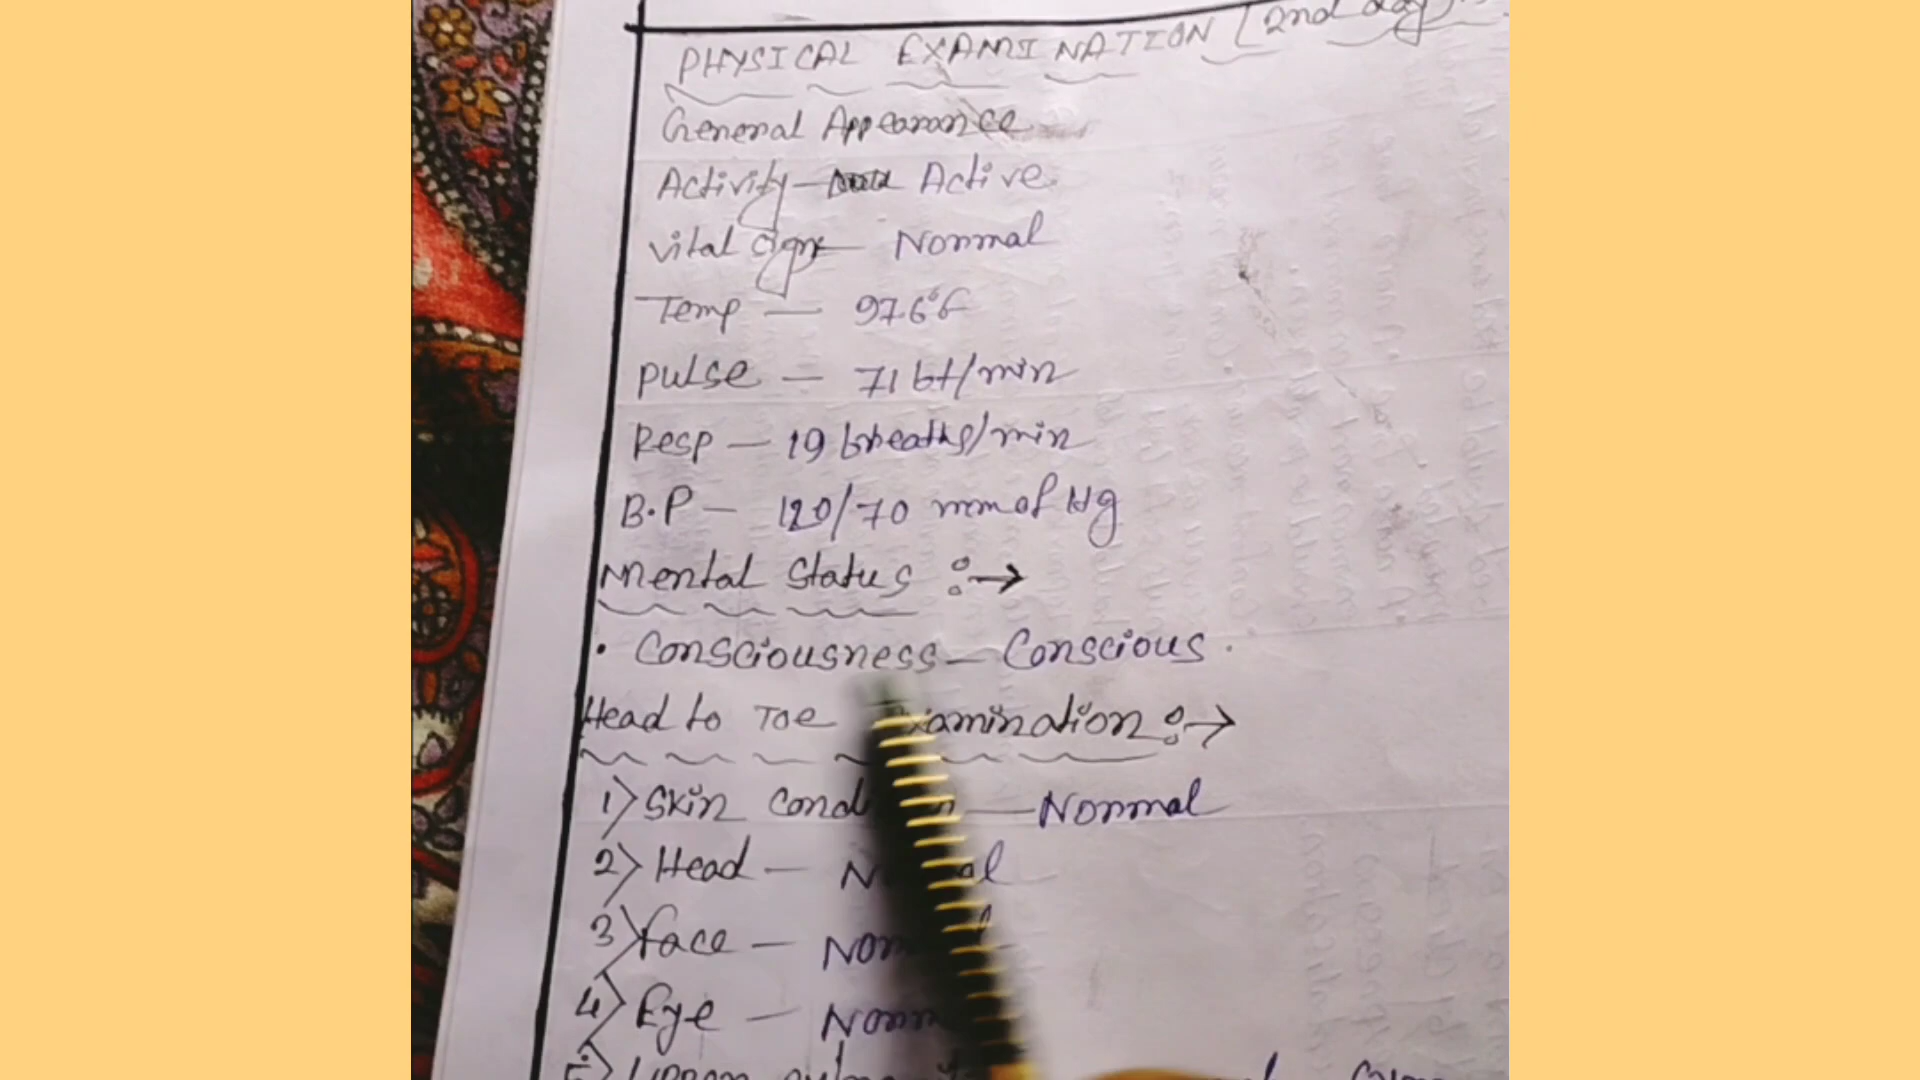 PHYSICAL EXAMINATION (2nd day)
General Appearance
Activity — Active
vital sign — Normal
Temp — 97.6°F
pulse — 71 bt/min
Resp — 19 breaths/min
B.P — 120/70 mm of Hg
Mental Status :→
• Consciousness — Conscious.
Head to Toe Examination :→
1) Skin — Normal
2) Head —
3) face —
4) Eye —
5)